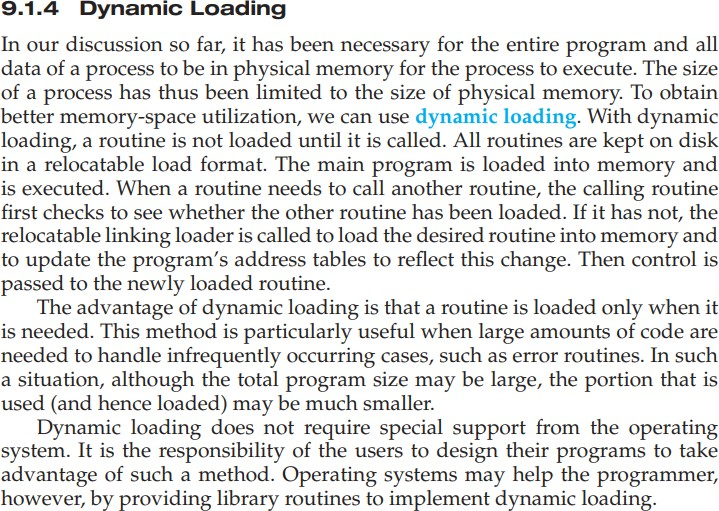 9.1.4 Dynamic Loading
In our discussion so far, it has been necessary for the entire program and all
data of a process to be in physical memory for the process to execute. The size
of a process has thus been limited to the size of physical memory. To obtain
better memory-space utilization, we can use dynamic loading. With dynamic
loading, a routine is not loaded until it is called. All routines are kept on disk
in a relocatable load format. The main program is loaded into memory and
is executed. When a routine needs to call another routine, the calling routine
first checks to see whether the other routine has been loaded. If it has not, the
relocatable linking loader is called to load the desired routine into memory and
to update the program's address tables to reflect this change. Then control is
passed to the newly loaded routine.
The advantage of dynamic loading is that a routine is loaded only when it
is needed. This method is particularly useful when large amounts of code are
needed to handle infrequently occurring cases, such as error routines. In such
a situation, although the total program size may be large, the portion that is
used (and hence loaded) may be much smaller.
Dynamic loading does not require special support from the operating
system. It is the responsibility of the users to design their programs to take
advantage of such a method. Operating systems may help the programmer,
however, by providing library routines to implement dynamic loading.